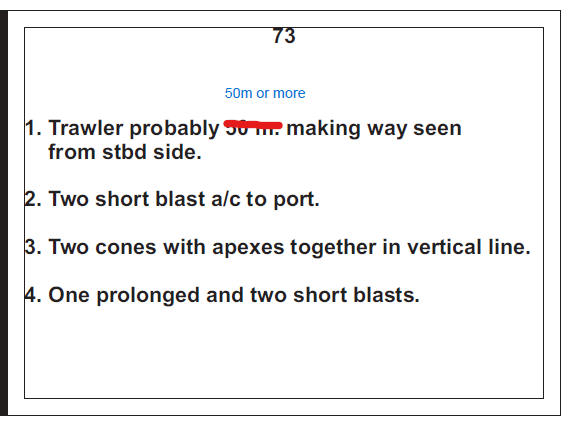 73
50m or more
1. Trawler probably 50 m. making way seen
from stbd side.
2. Two short blast a/c to port.
3. Two cones with apexes together in vertical line.
4. One prolonged and two short blasts.